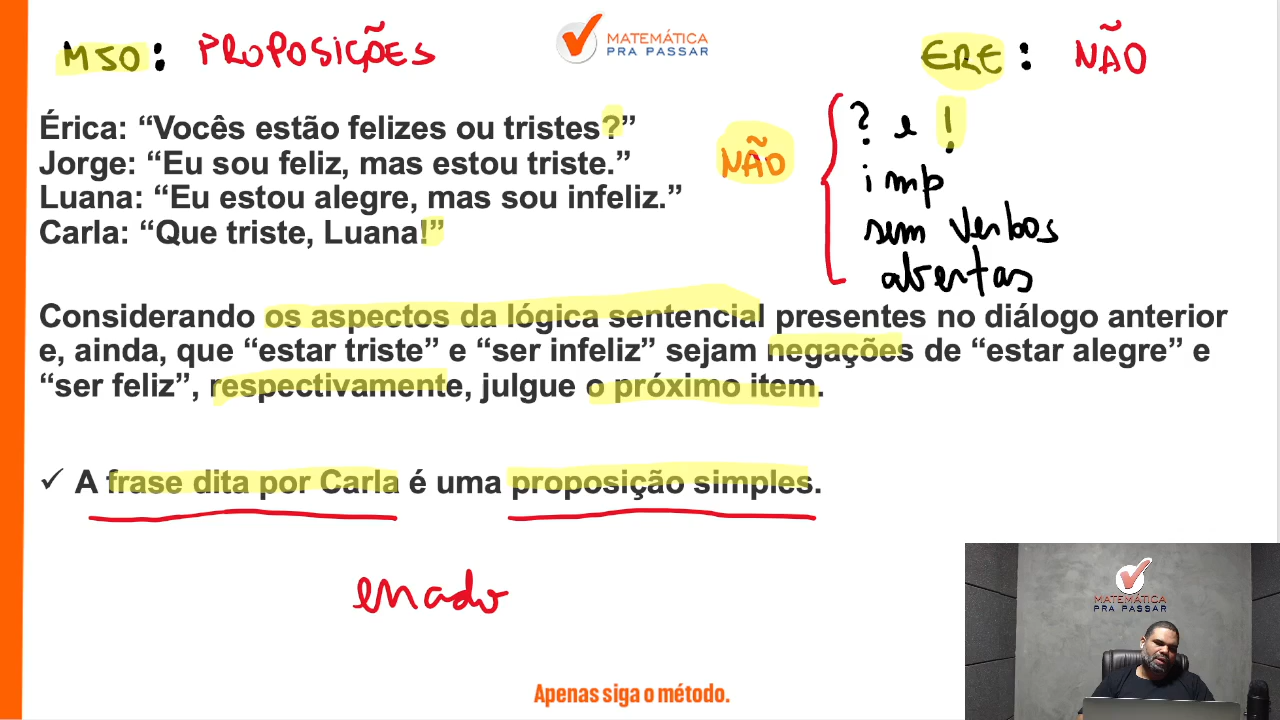 MSO: PROPOSIÇÕES
MATEMÁTICA
PRA PASSAR
ERE: NÃO
Érica: “Vocês estão felizes ou tristes?”
Jorge: “Eu sou feliz, mas estou triste.”
Luana: “Eu estou alegre, mas sou infeliz.”
Carla: “Que triste, Luana!”
NÃO
? e !
imp
sem verbos
abertas
Considerando os aspectos da lógica sentencial presentes no diálogo anterior
e, ainda, que “estar triste” e “ser infeliz” sejam negações de “estar alegre” e
“ser feliz”, respectivamente, julgue o próximo item.
✓ A frase dita por Carla é uma proposição simples.
errado
MATEMÁTICA
PRA PASSAR
Apenas siga o método.